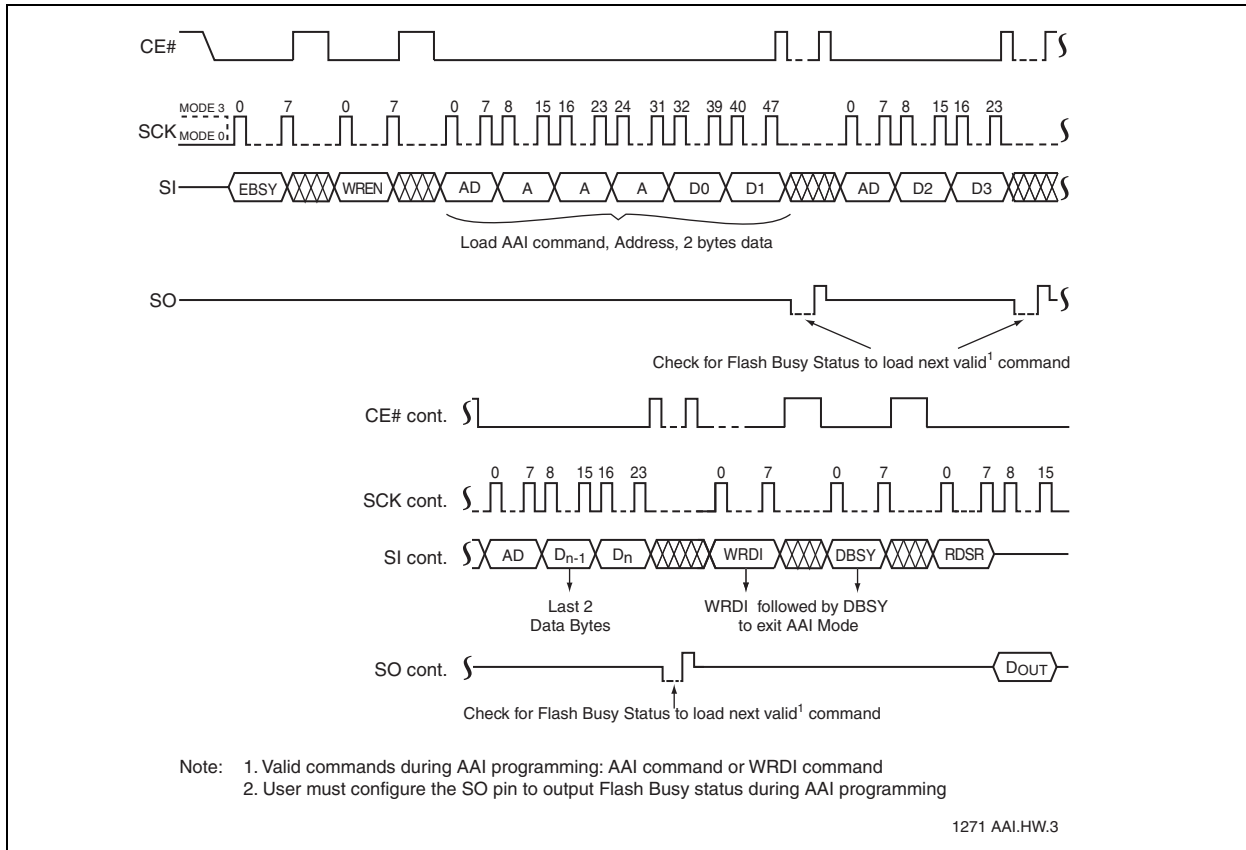 CE#
MODE 3 0 7 0 7 0 7 8 15 16 23 24 31 32 39 40 47 0 7 8 15 16 23
SCK MODE 0
SI EBSY WREN AD A A A D0 D1 AD D2 D3
Load AAI command, Address, 2 bytes data
SO
Check for Flash Busy Status to load next valid1 command
CE# cont.
0 7 8 15 16 23 0 7 0 7 0 7 8 15
SCK cont.
SI cont. AD Dn-1 Dn WRDI DBSY RDSR
Last 2 WRDI followed by DBSY
Data Bytes to exit AAI Mode
SO cont. DOUT
Check for Flash Busy Status to load next valid1 command
Note: 1. Valid commands during AAI programming: AAI command or WRDI command
2. User must configure the SO pin to output Flash Busy status during AAI programming
1271 AAI.HW.3